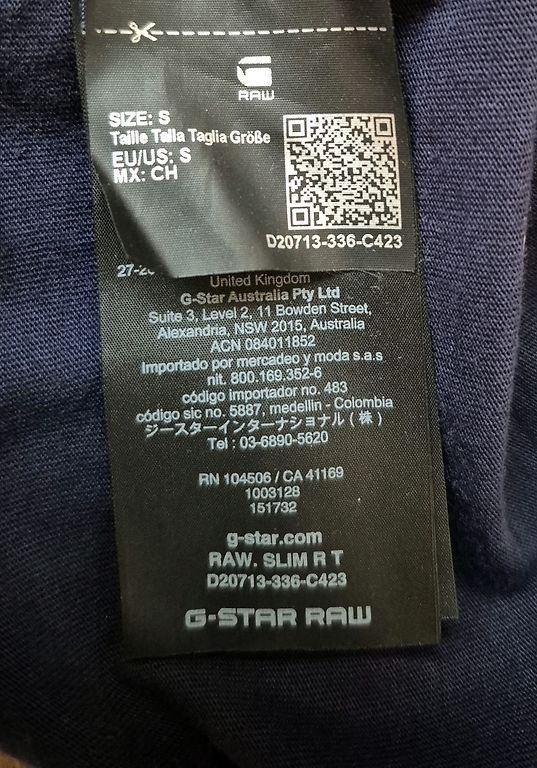 RAW
SIZE: S
Taille Talla Taglia Größe
EU/US: S
MX: CH
D20713-336-C423
United Kingdom
G-Star Australia Pty Ltd
Suite 3, Level 2, 11 Bowden Street,
Alexandria, NSW 2015, Australia
ACN 084011852
Importado por mercadeo y moda s.a.s
nit. 800.169.352-6
código importador no. 483
código sic no. 5887, medellin - Colombia
ジースターインターナショナル(株)
Tel : 03-6890-5620
RN 104506 / CA 41169
1003128
151732
g-star.com
RAW. SLIM R T
D20713-336-C423
G-STAR RAW